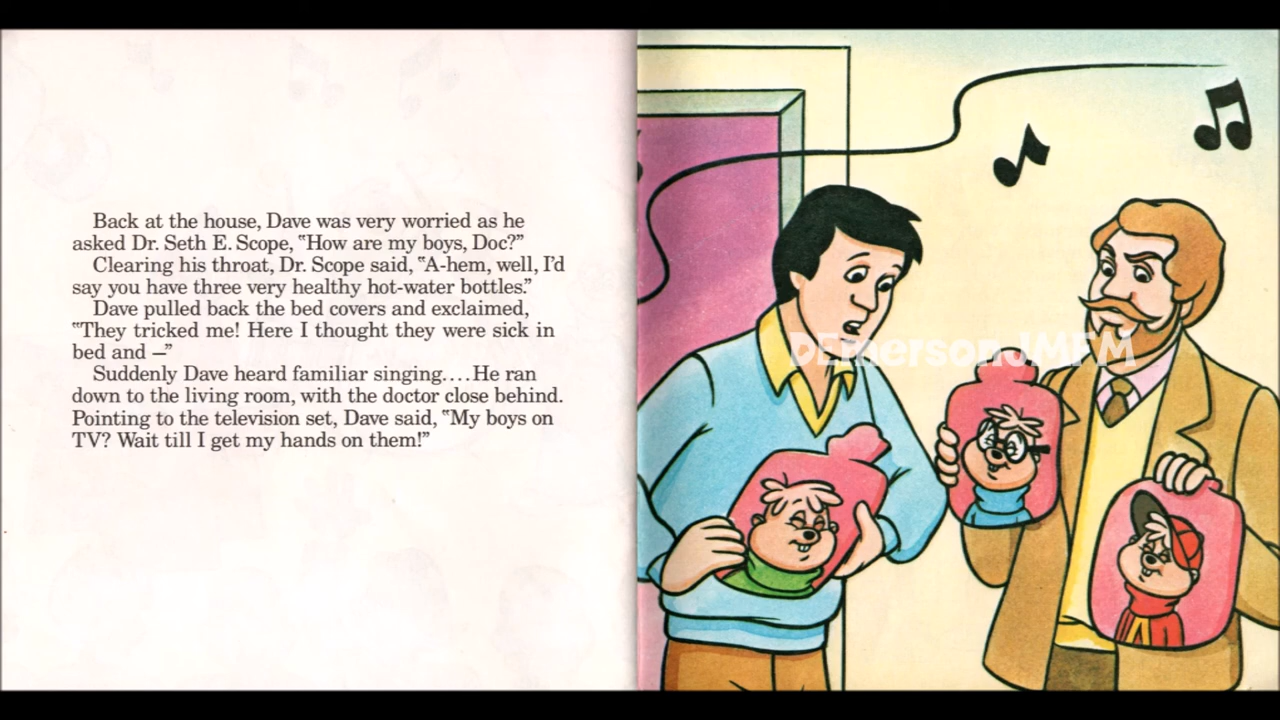 Back at the house, Dave was very worried as he
asked Dr. Seth E. Scope, "How are my boys, Doc?"
Clearing his throat, Dr. Scope said, "A-hem, well, I'd
say you have three very healthy hot-water bottles."
Dave pulled back the bed covers and exclaimed,
"They tricked me! Here I thought they were sick in
bed and —"
Suddenly Dave heard familiar singing....He ran
down to the living room, with the doctor close behind.
Pointing to the television set, Dave said, "My boys on
TV? Wait till I get my hands on them!"
DEmersonJMFM